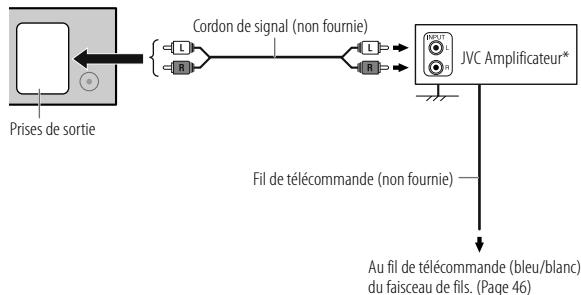 Cordon de signal (non fournie)
L
R
L
R
INPUT
L
R
JVC Amplificateur*
Prises de sortie
Fil de télécommande (non fournie)
Au fil de télécommande (bleu/blanc)
du faisceau de fils. (Page 46)